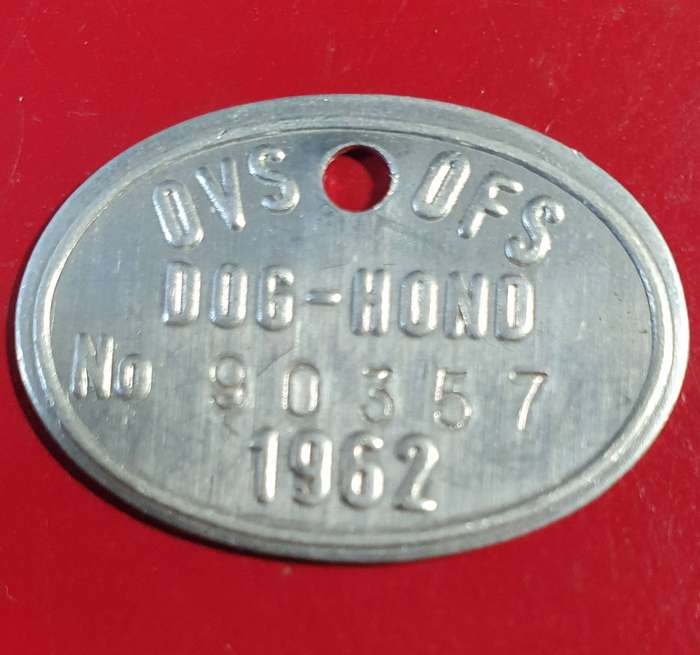 OVS OFS
DOG-HOND
No 90357
1962